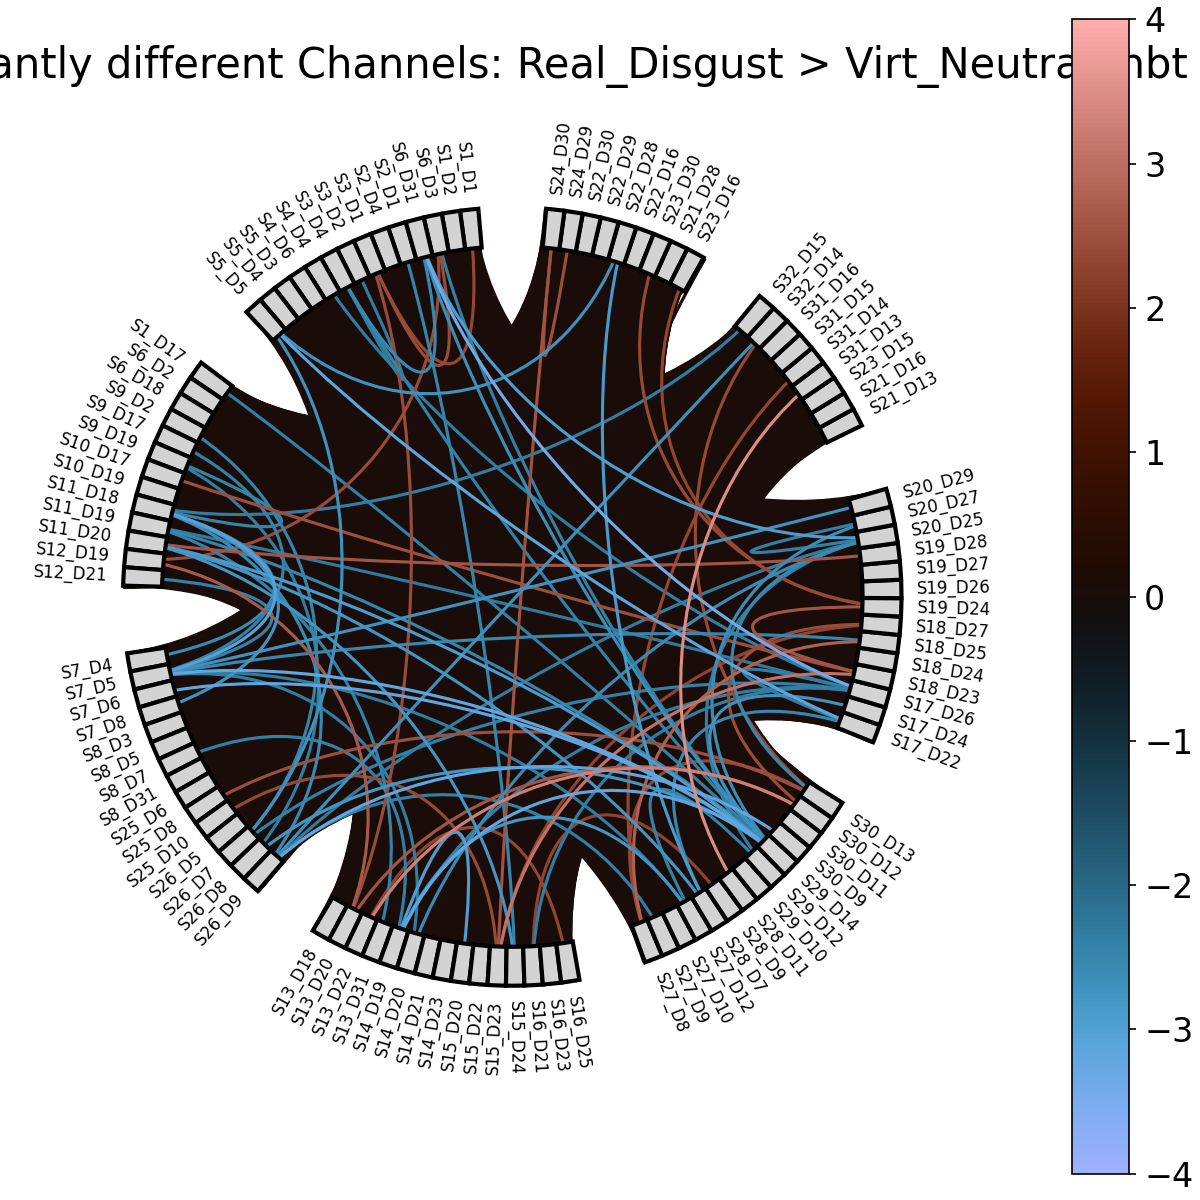 antly different Channels: Real_Disgust > Virt_Neutra
hbt
S1_D1
S1_D2
S6_D3
S6_D31
S2_D1
S2_D4
S3_D1
S3_D2
S3_D4
S4_D4
S4_D6
S5_D3
S5_D4
S5_D5
S1_D17
S6_D2
S6_D18
S9_D2
S9_D17
S9_D19
S10_D17
S10_D19
S11_D18
S11_D19
S11_D20
S12_D19
S12_D21
S7_D4
S7_D5
S7_D6
S7_D8
S8_D3
S8_D5
S8_D7
S8_D31
S25_D6
S25_D8
S25_D10
S26_D5
S26_D7
S26_D8
S26_D9
S13_D18
S13_D20
S13_D22
S13_D31
S14_D19
S14_D20
S14_D21
S14_D23
S15_D20
S15_D22
S15_D23
S15_D24
S16_D21
S16_D23
S16_D25
S27_D8
S27_D9
S27_D10
S27_D12
S28_D7
S28_D9
S28_D11
S29_D10
S29_D12
S29_D14
S30_D9
S30_D11
S30_D12
S30_D13
S17_D22
S17_D24
S17_D26
S18_D23
S18_D24
S18_D25
S18_D27
S19_D24
S19_D26
S19_D27
S19_D28
S20_D25
S20_D27
S20_D29
S21_D13
S21_D16
S23_D15
S31_D13
S31_D14
S31_D15
S31_D16
S32_D14
S32_D15
S23_D16
S21_D28
S23_D30
S22_D16
S22_D28
S22_D29
S22_D30
S24_D29
S24_D30
4
3
2
1
0
−1
−2
−3
−4